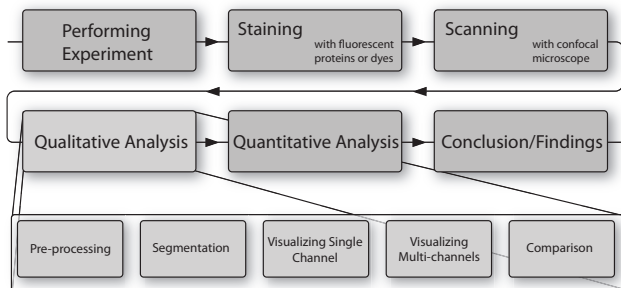 Performing
Experiment
Staining
with fluorescent
proteins or dyes
Scanning
with confocal
microscope
Qualitative Analysis
Quantitative Analysis
Conclusion/Findings
Pre-processing
Segmentation
Visualizing Single
Channel
Visualizing
Multi-channels
Comparison